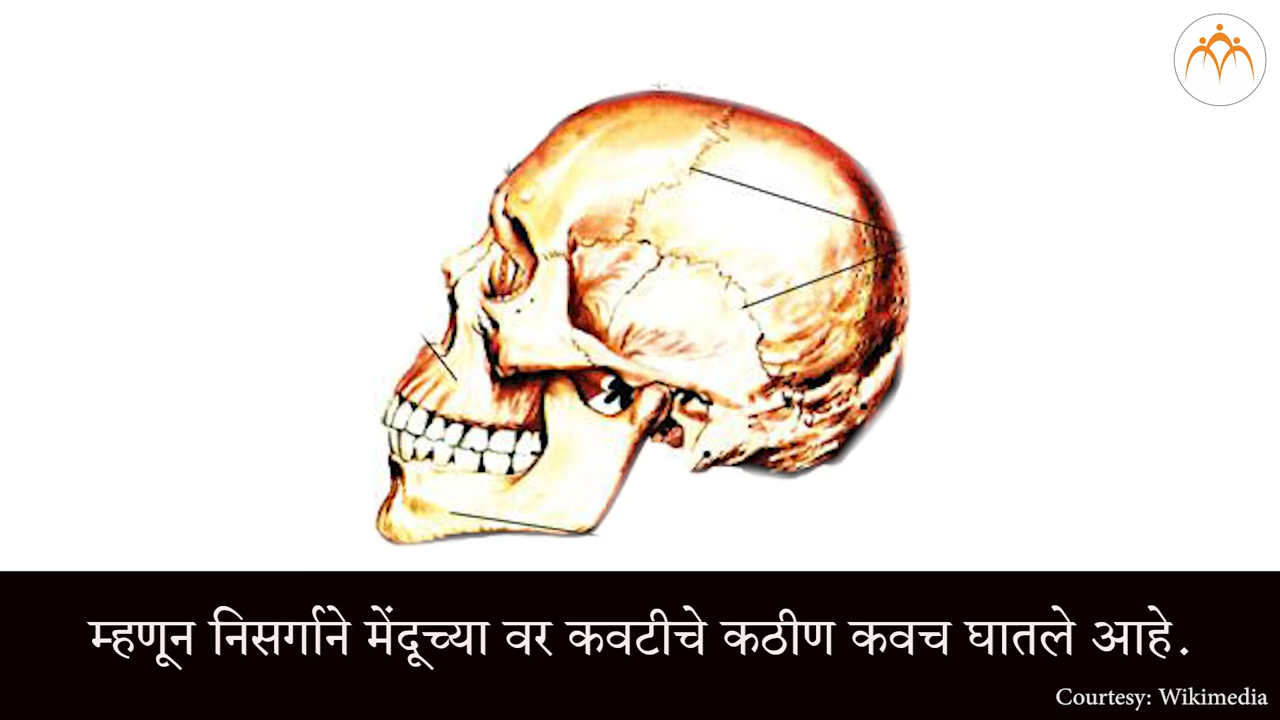 म्हणून निसर्गाने मेंदूच्या वर कवटीचे कठीण कवच घातले आहे.
Courtesy: Wikimedia